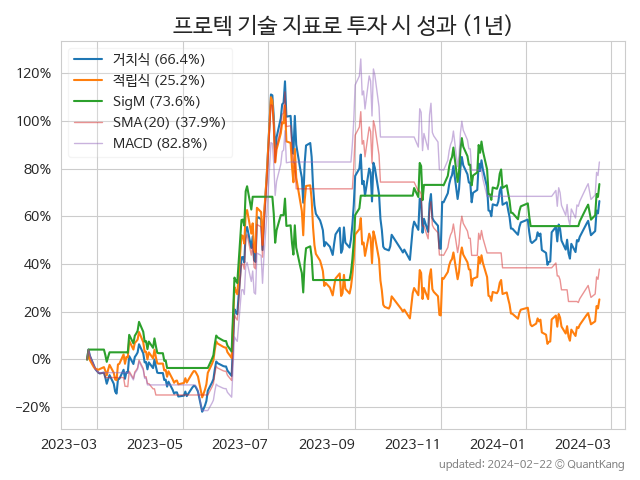 프로텍 기술 지표로 투자 시 성과 (1년)
거치식 (66.4%)
적립식 (25.2%)
SigM (73.6%)
SMA(20) (37.9%)
MACD (82.8%)
120%
100%
80%
60%
40%
20%
0%
−20%
2023-03 2023-05 2023-07 2023-09 2023-11 2024-01 2024-03
updated: 2024-02-22 © QuantKang